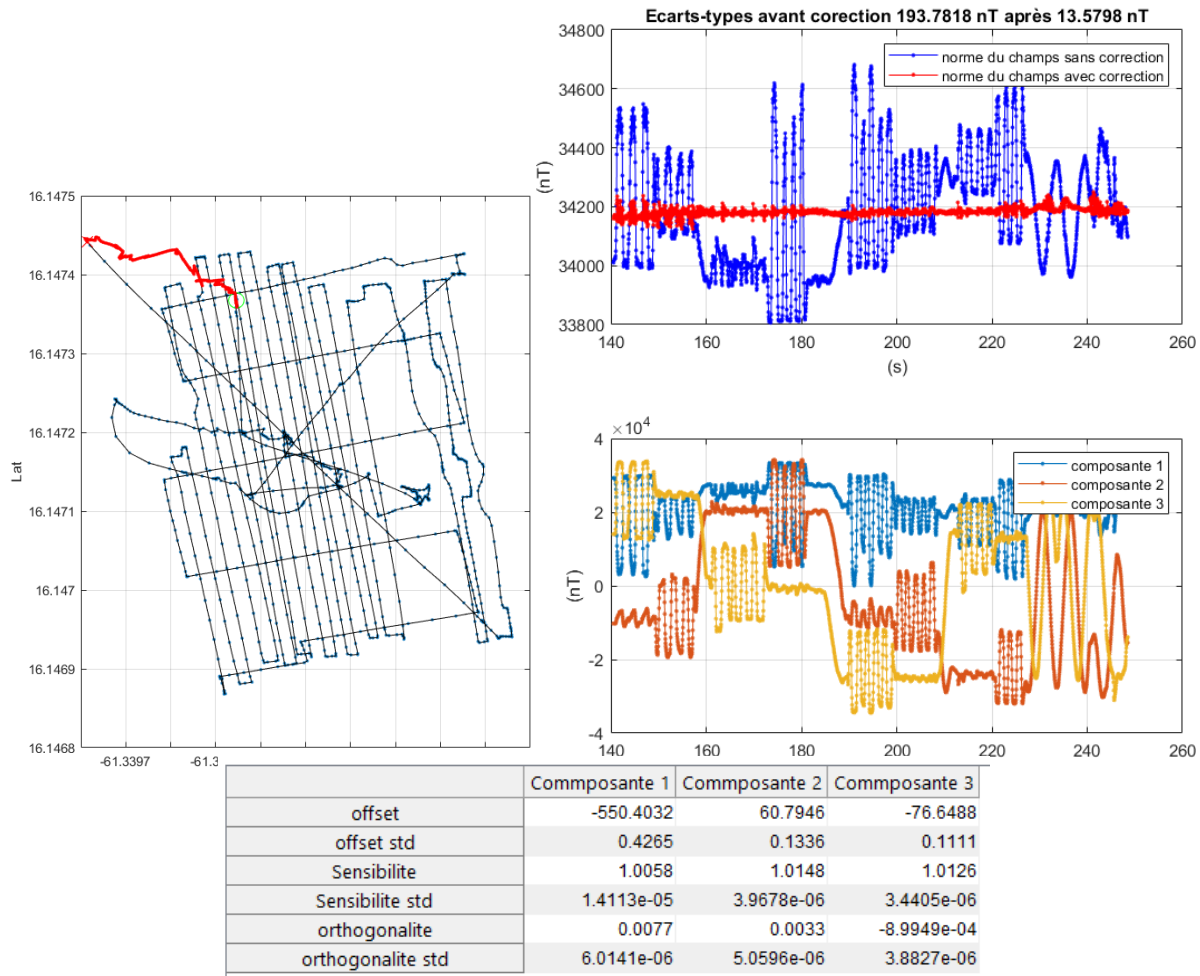 Ecarts-types avant corection 193.7818 nT après 13.5798 nT
34800
34600
34400
34200
34000
33800
(nT)
norme du champs sans correction
norme du champs avec correction
140 160 180 200 220 240 260
(s)
16.1475
16.1474
16.1473
16.1472
16.1471
16.147
16.1469
16.1468
Lat
-61.3397 -61.3
×10⁴
4
2
0
-2
-4
(nT)
composante 1
composante 2
composante 3
140 160 180 200 220 240 260
Commposante 1 Commposante 2 Commposante 3
offset -550.4032 60.7946 -76.6488
offset std 0.4265 0.1336 0.1111
Sensibilite 1.0058 1.0148 1.0126
Sensibilite std 1.4113e-05 3.9678e-06 3.4405e-06
orthogonalite 0.0077 0.0033 -8.9949e-04
orthogonalite std 6.0141e-06 5.0596e-06 3.8827e-06